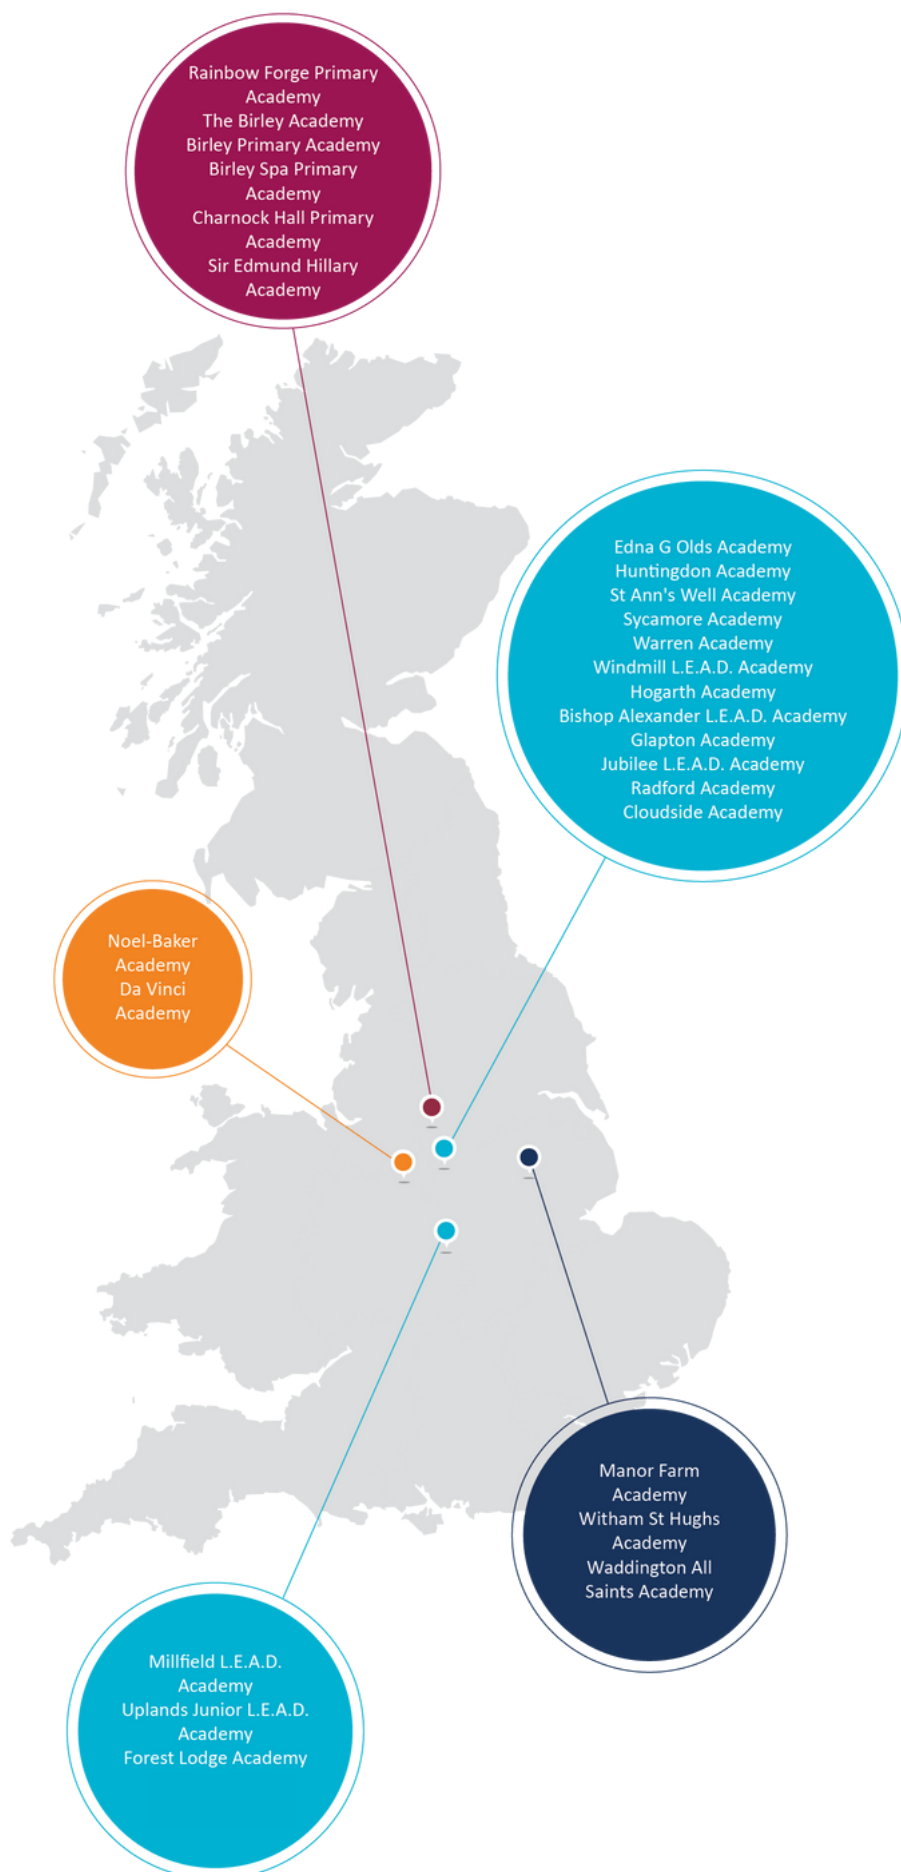 Rainbow Forge Primary
Academy
The Birley Academy
Birley Primary Academy
Birley Spa Primary
Academy
Charnock Hall Primary
Academy
Sir Edmund Hillary
Academy
Edna G Olds Academy
Huntingdon Academy
St Ann's Well Academy
Sycamore Academy
Warren Academy
Windmill L.E.A.D. Academy
Hogarth Academy
Bishop Alexander L.E.A.D. Academy
Glapton Academy
Jubilee L.E.A.D. Academy
Radford Academy
Cloudside Academy
Noel-Baker
Academy
Da Vinci
Academy
Manor Farm
Academy
Witham St Hughs
Academy
Waddington All
Saints Academy
Millfield L.E.A.D.
Academy
Uplands Junior L.E.A.D.
Academy
Forest Lodge Academy